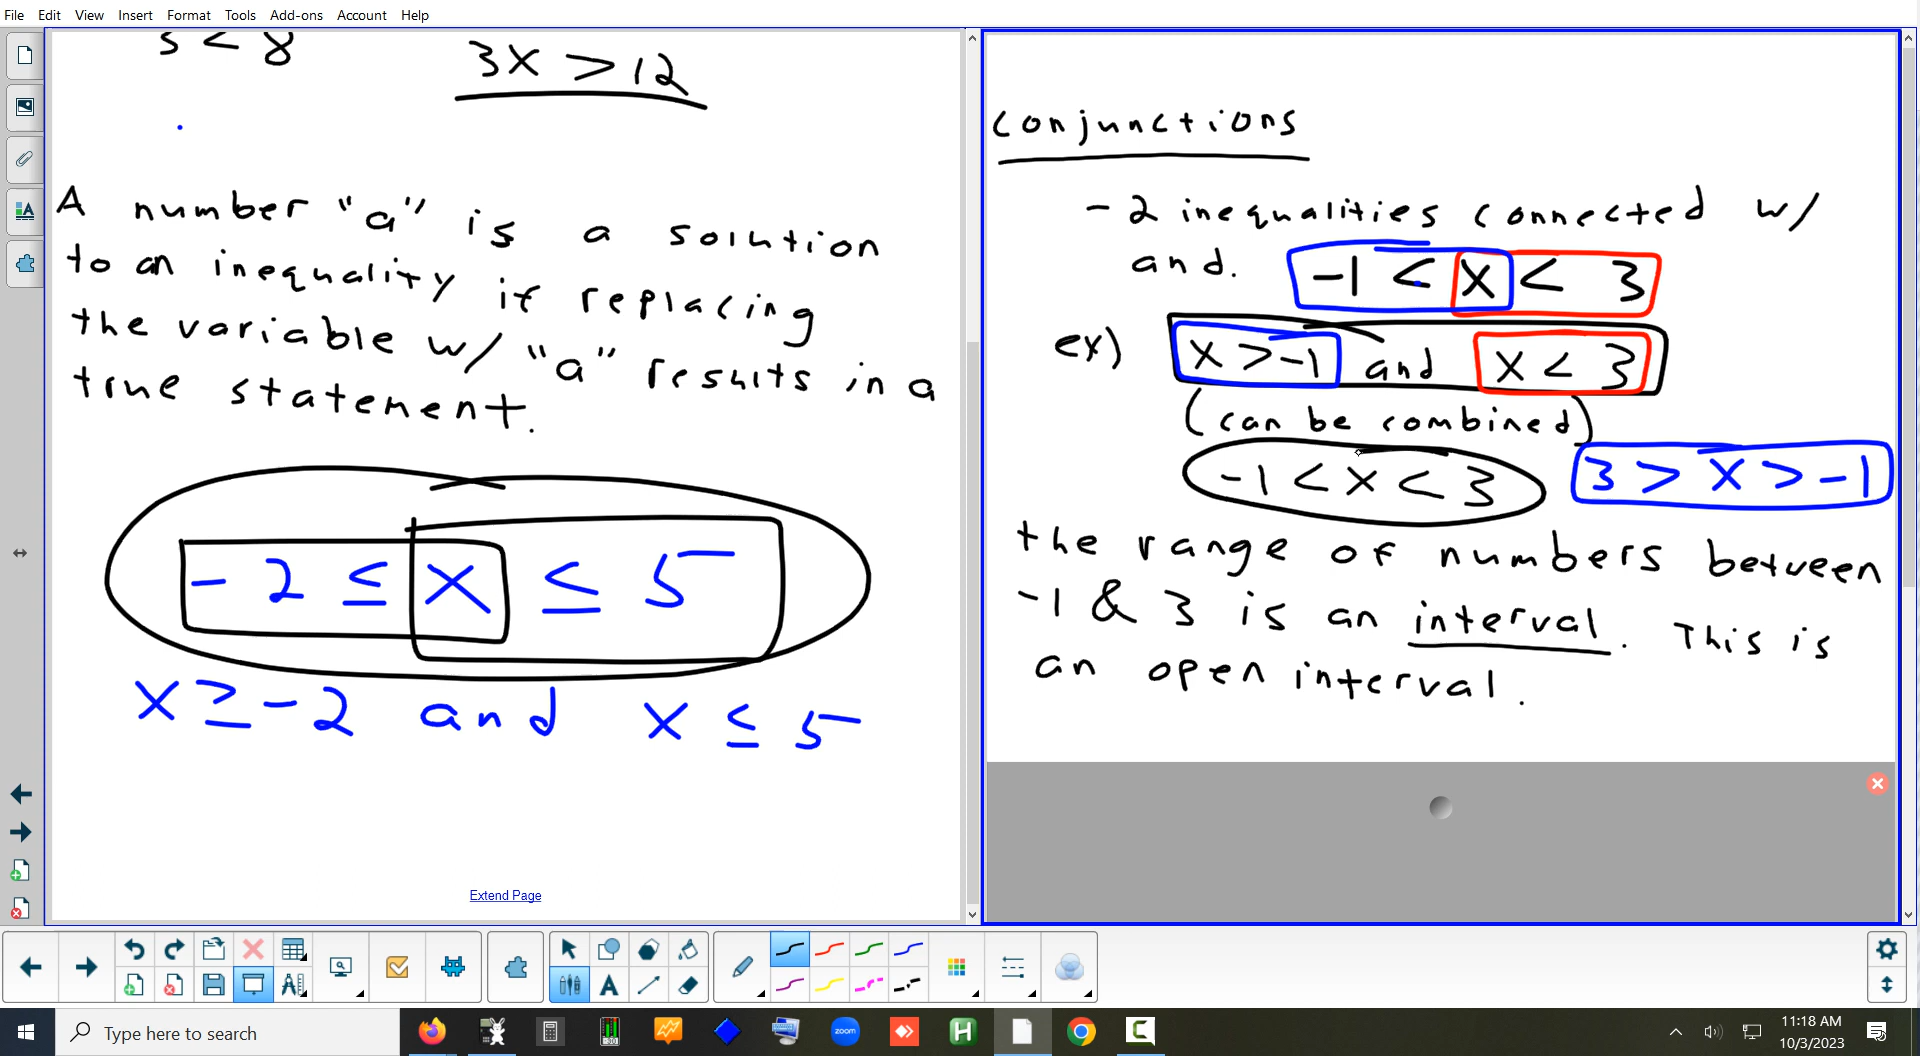 File Edit View Insert Format Tools Add-ons Account Help
5 < 8
3x > 12
A number "a" is a solution
to an inequality if replacing
the variable w/ "a" results in a
true statement.
-2 ≤ x ≤ 5
x ≥ -2 and x ≤ 5
Extend Page
conjunctions
- 2 inequalities connected w/
and. -1 < x < 3
ex) x > -1 and x < 3
(can be combined)
-1 < x < 3 3 > x > -1
the range of numbers between
-1 & 3 is an interval. This is
an open interval.
A
Type here to search
-30
zoom
H
C
11:18 AM
10/3/2023